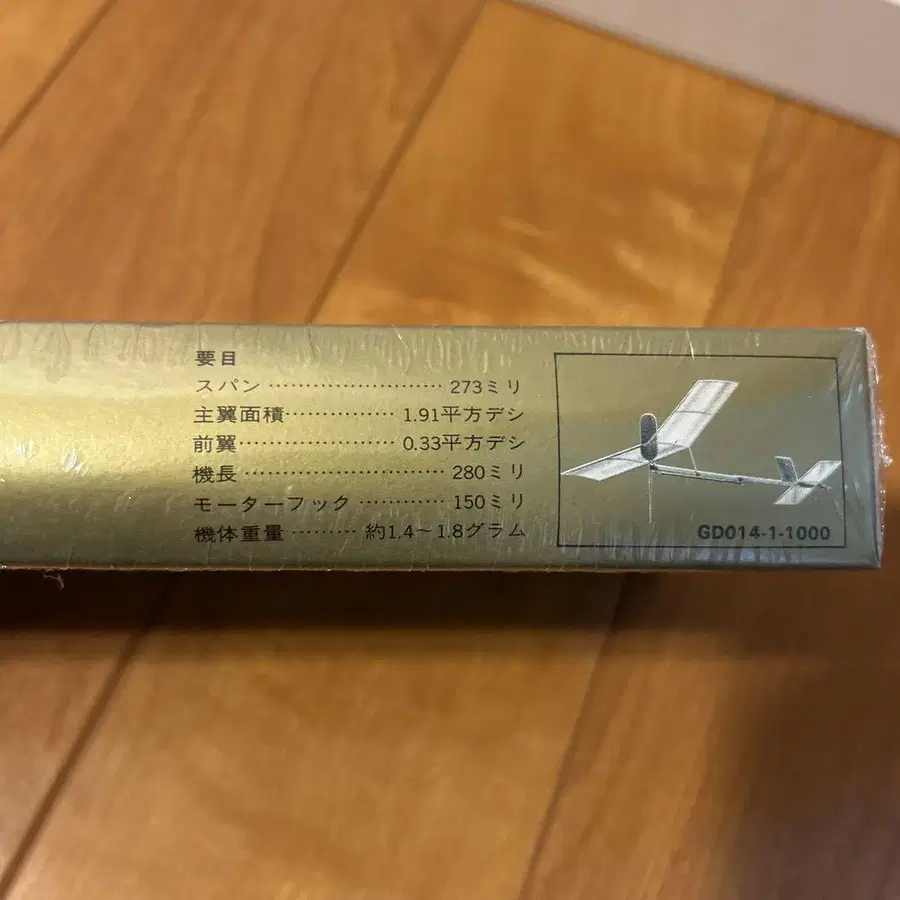 要目
スパン ························ 273ミリ
主翼面積··············· 1.91平方デシ
前翼····················· 0.33平方デシ
機長··························· 280ミリ
モーターフック ············ 150ミリ
機体重量 ········· 約1.4～1.8グラム
GD014-1-1000